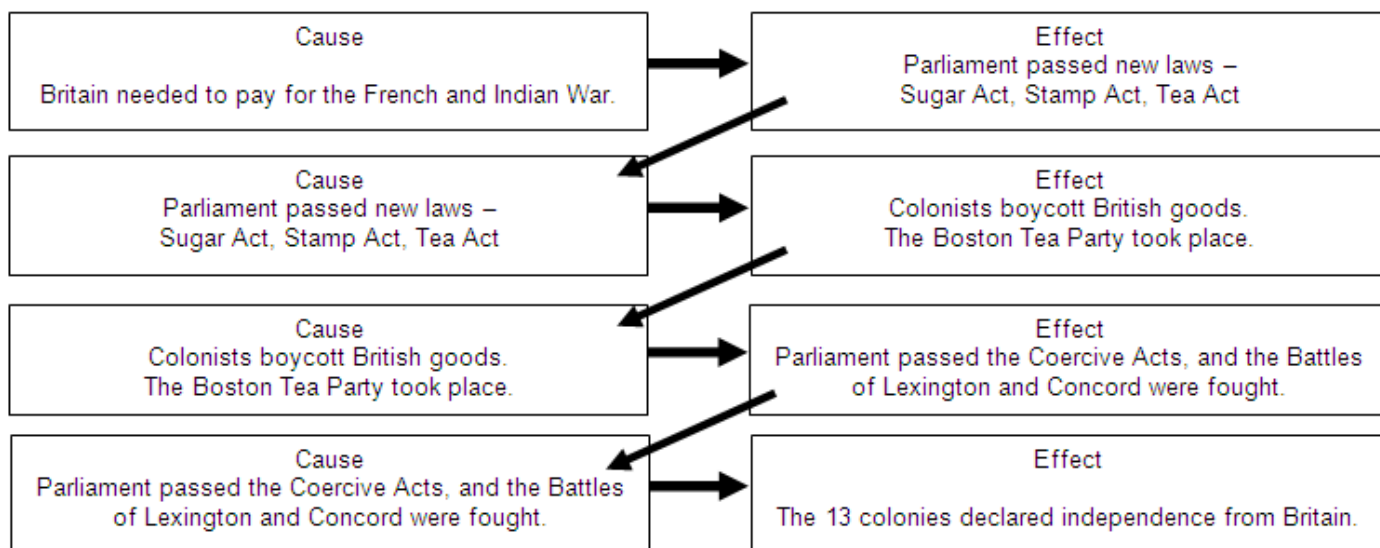 Cause
Britain needed to pay for the French and Indian War.
Effect
Parliament passed new laws –
Sugar Act, Stamp Act, Tea Act
Cause
Parliament passed new laws –
Sugar Act, Stamp Act, Tea Act
Effect
Colonists boycott British goods.
The Boston Tea Party took place.
Cause
Colonists boycott British goods.
The Boston Tea Party took place.
Effect
Parliament passed the Coercive Acts, and the Battles
of Lexington and Concord were fought.
Cause
Parliament passed the Coercive Acts, and the Battles
of Lexington and Concord were fought.
Effect
The 13 colonies declared independence from Britain.